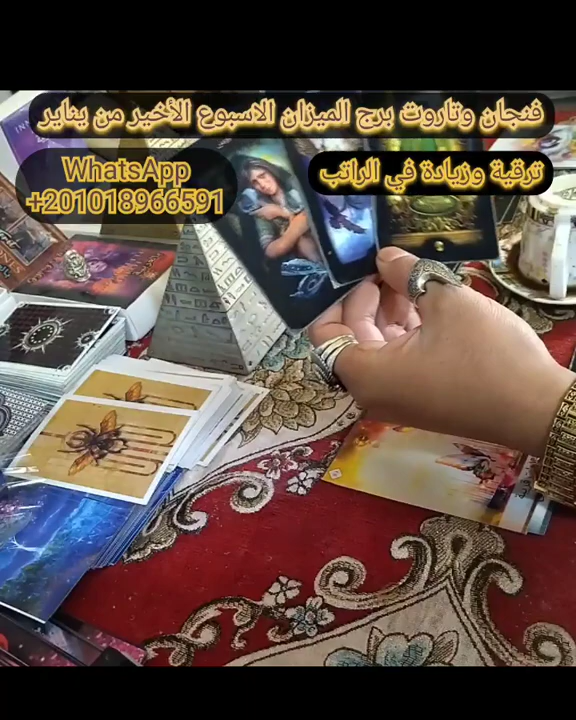 فنجان وتاروت برج الميزان الاسبوع الأخير من يناير
ترقية وزيادة في الراتب
WhatsApp
+201018966591